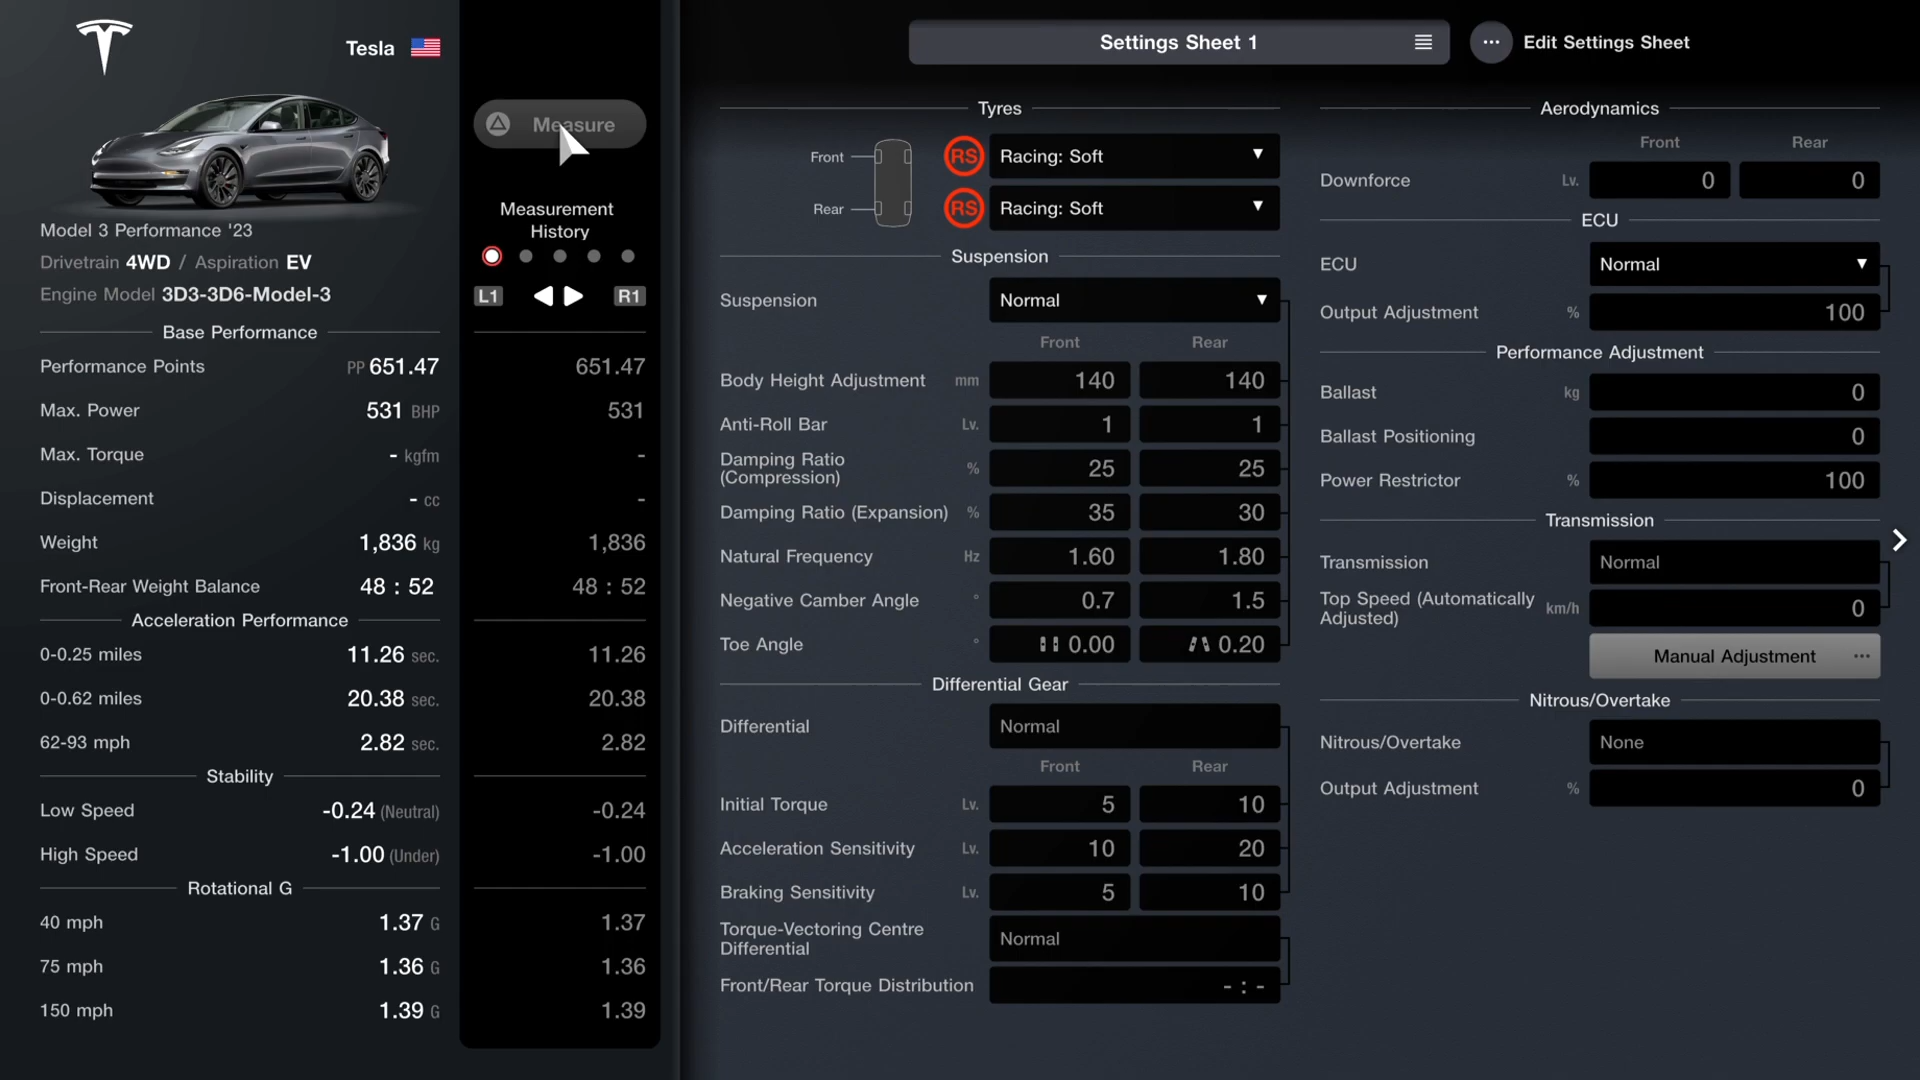 Tesla
Model 3 Performance '23
Drivetrain 4WD / Aspiration EV
Engine Model 3D3-3D6-Model-3
Base Performance
Performance Points PP 651.47
Max. Power 531 BHP
Max. Torque - kgfm
Displacement - cc
Weight 1,836 kg
Front-Rear Weight Balance 48 : 52
Acceleration Performance
0-0.25 miles 11.26 sec.
0-0.62 miles 20.38 sec.
62-93 mph 2.82 sec.
Stability
Low Speed -0.24 (Neutral)
High Speed -1.00 (Under)
Rotational G
40 mph 1.37 G
75 mph 1.36 G
150 mph 1.39 G
Measure
Measurement
History
L1 R1
651.47
531
-
-
1,836
48 : 52
11.26
20.38
2.82
-0.24
-1.00
1.37
1.36
1.39
Settings Sheet 1
Edit Settings Sheet
Tyres
Front RS Racing: Soft
Rear RS Racing: Soft
Suspension
Suspension Normal
Front Rear
Body Height Adjustment mm 140 140
Anti-Roll Bar Lv. 1 1
Damping Ratio
(Compression) % 25 25
Damping Ratio (Expansion) % 35 30
Natural Frequency Hz 1.60 1.80
Negative Camber Angle ° 0.7 1.5
Toe Angle ° 0.00 0.20
Differential Gear
Differential Normal
Front Rear
Initial Torque Lv. 5 10
Acceleration Sensitivity Lv. 10 20
Braking Sensitivity Lv. 5 10
Torque-Vectoring Centre
Differential Normal
Front/Rear Torque Distribution - : -
Aerodynamics
Front Rear
Downforce Lv. 0 0
ECU
ECU Normal
Output Adjustment % 100
Performance Adjustment
Ballast kg 0
Ballast Positioning 0
Power Restrictor % 100
Transmission
Transmission Normal
Top Speed (Automatically
Adjusted) km/h 0
Manual Adjustment
Nitrous/Overtake
Nitrous/Overtake None
Output Adjustment % 0